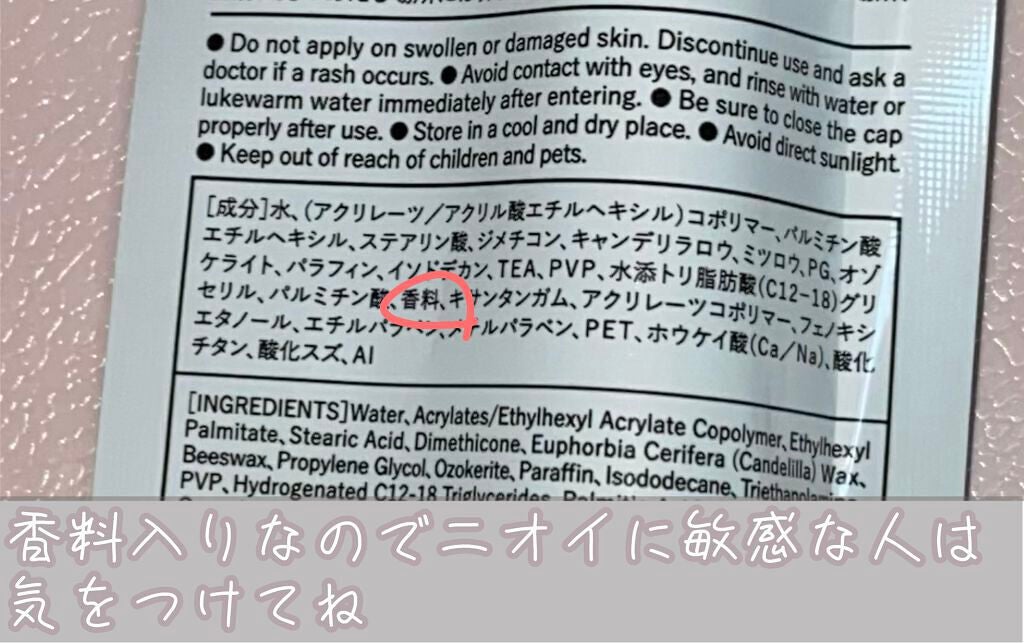 ● Do not apply on swollen or damaged skin. Discontinue use and ask a
doctor if a rash occurs. ● Avoid contact with eyes, and rinse with water or
lukewarm water immediately after entering. ● Be sure to close the cap
properly after use. ● Store in a cool and dry place. ● Avoid direct sunlight.
● Keep out of reach of children and pets.
[成分]水、(アクリレーツ/アクリル酸エチルヘキシル)コポリマー、パルミチン酸
エチルヘキシル、ステアリン酸、ジメチコン、キャンデリラロウ、ミツロウ、PG、オゾ
ケライト、パラフィン、イソドデカン、TEA、PVP、水添トリ脂肪酸(C12-18)グリ
セリル、パルミチン酸、香料、キサンタンガム、アクリレーツコポリマー、フェノキシ
エタノール、エチルパラベン、メチルパラベン、PET、ホウケイ酸(Ca/Na)、酸化
チタン、酸化スズ、Al
[INGREDIENTS]Water、Acrylates/Ethylhexyl Acrylate Copolymer、Ethylhexyl
Palmitate、Stearic Acid、Dimethicone、Euphorbia Cerifera (Candelilla) Wax、
Beeswax、Propylene Glycol、Ozokerite、Paraffin、Isododecane、Triethanolamine、
PVP、Hydrogenated C12-18 Triglycerides、
香料入りなのでニオイに敏感な人は
気をつけてね